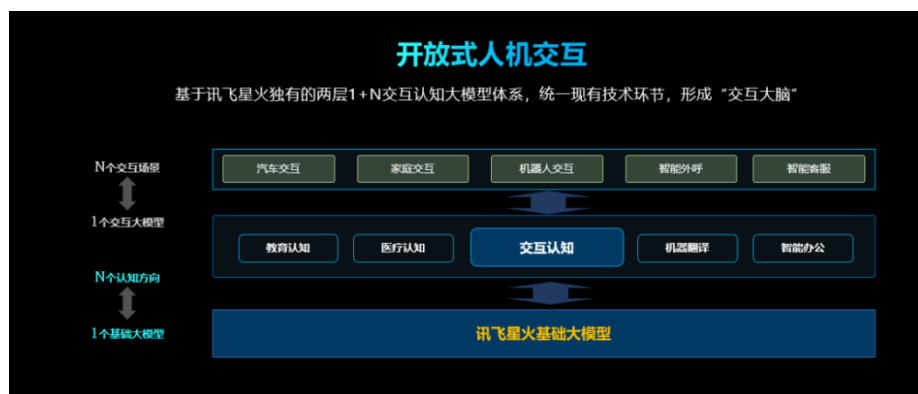 开放式人机交互
基于讯飞星火独有的两层1+N交互认知大模型体系，统一现有技术环节，形成“交互大脑”
N个交互场景
汽车交互
家庭交互
机器人交互
智能外呼
智能客服
1个交互大模型
教育认知
医疗认知
交互认知
机器翻译
智能办公
N个认知方向
1个基础大模型
讯飞星火基础大模型